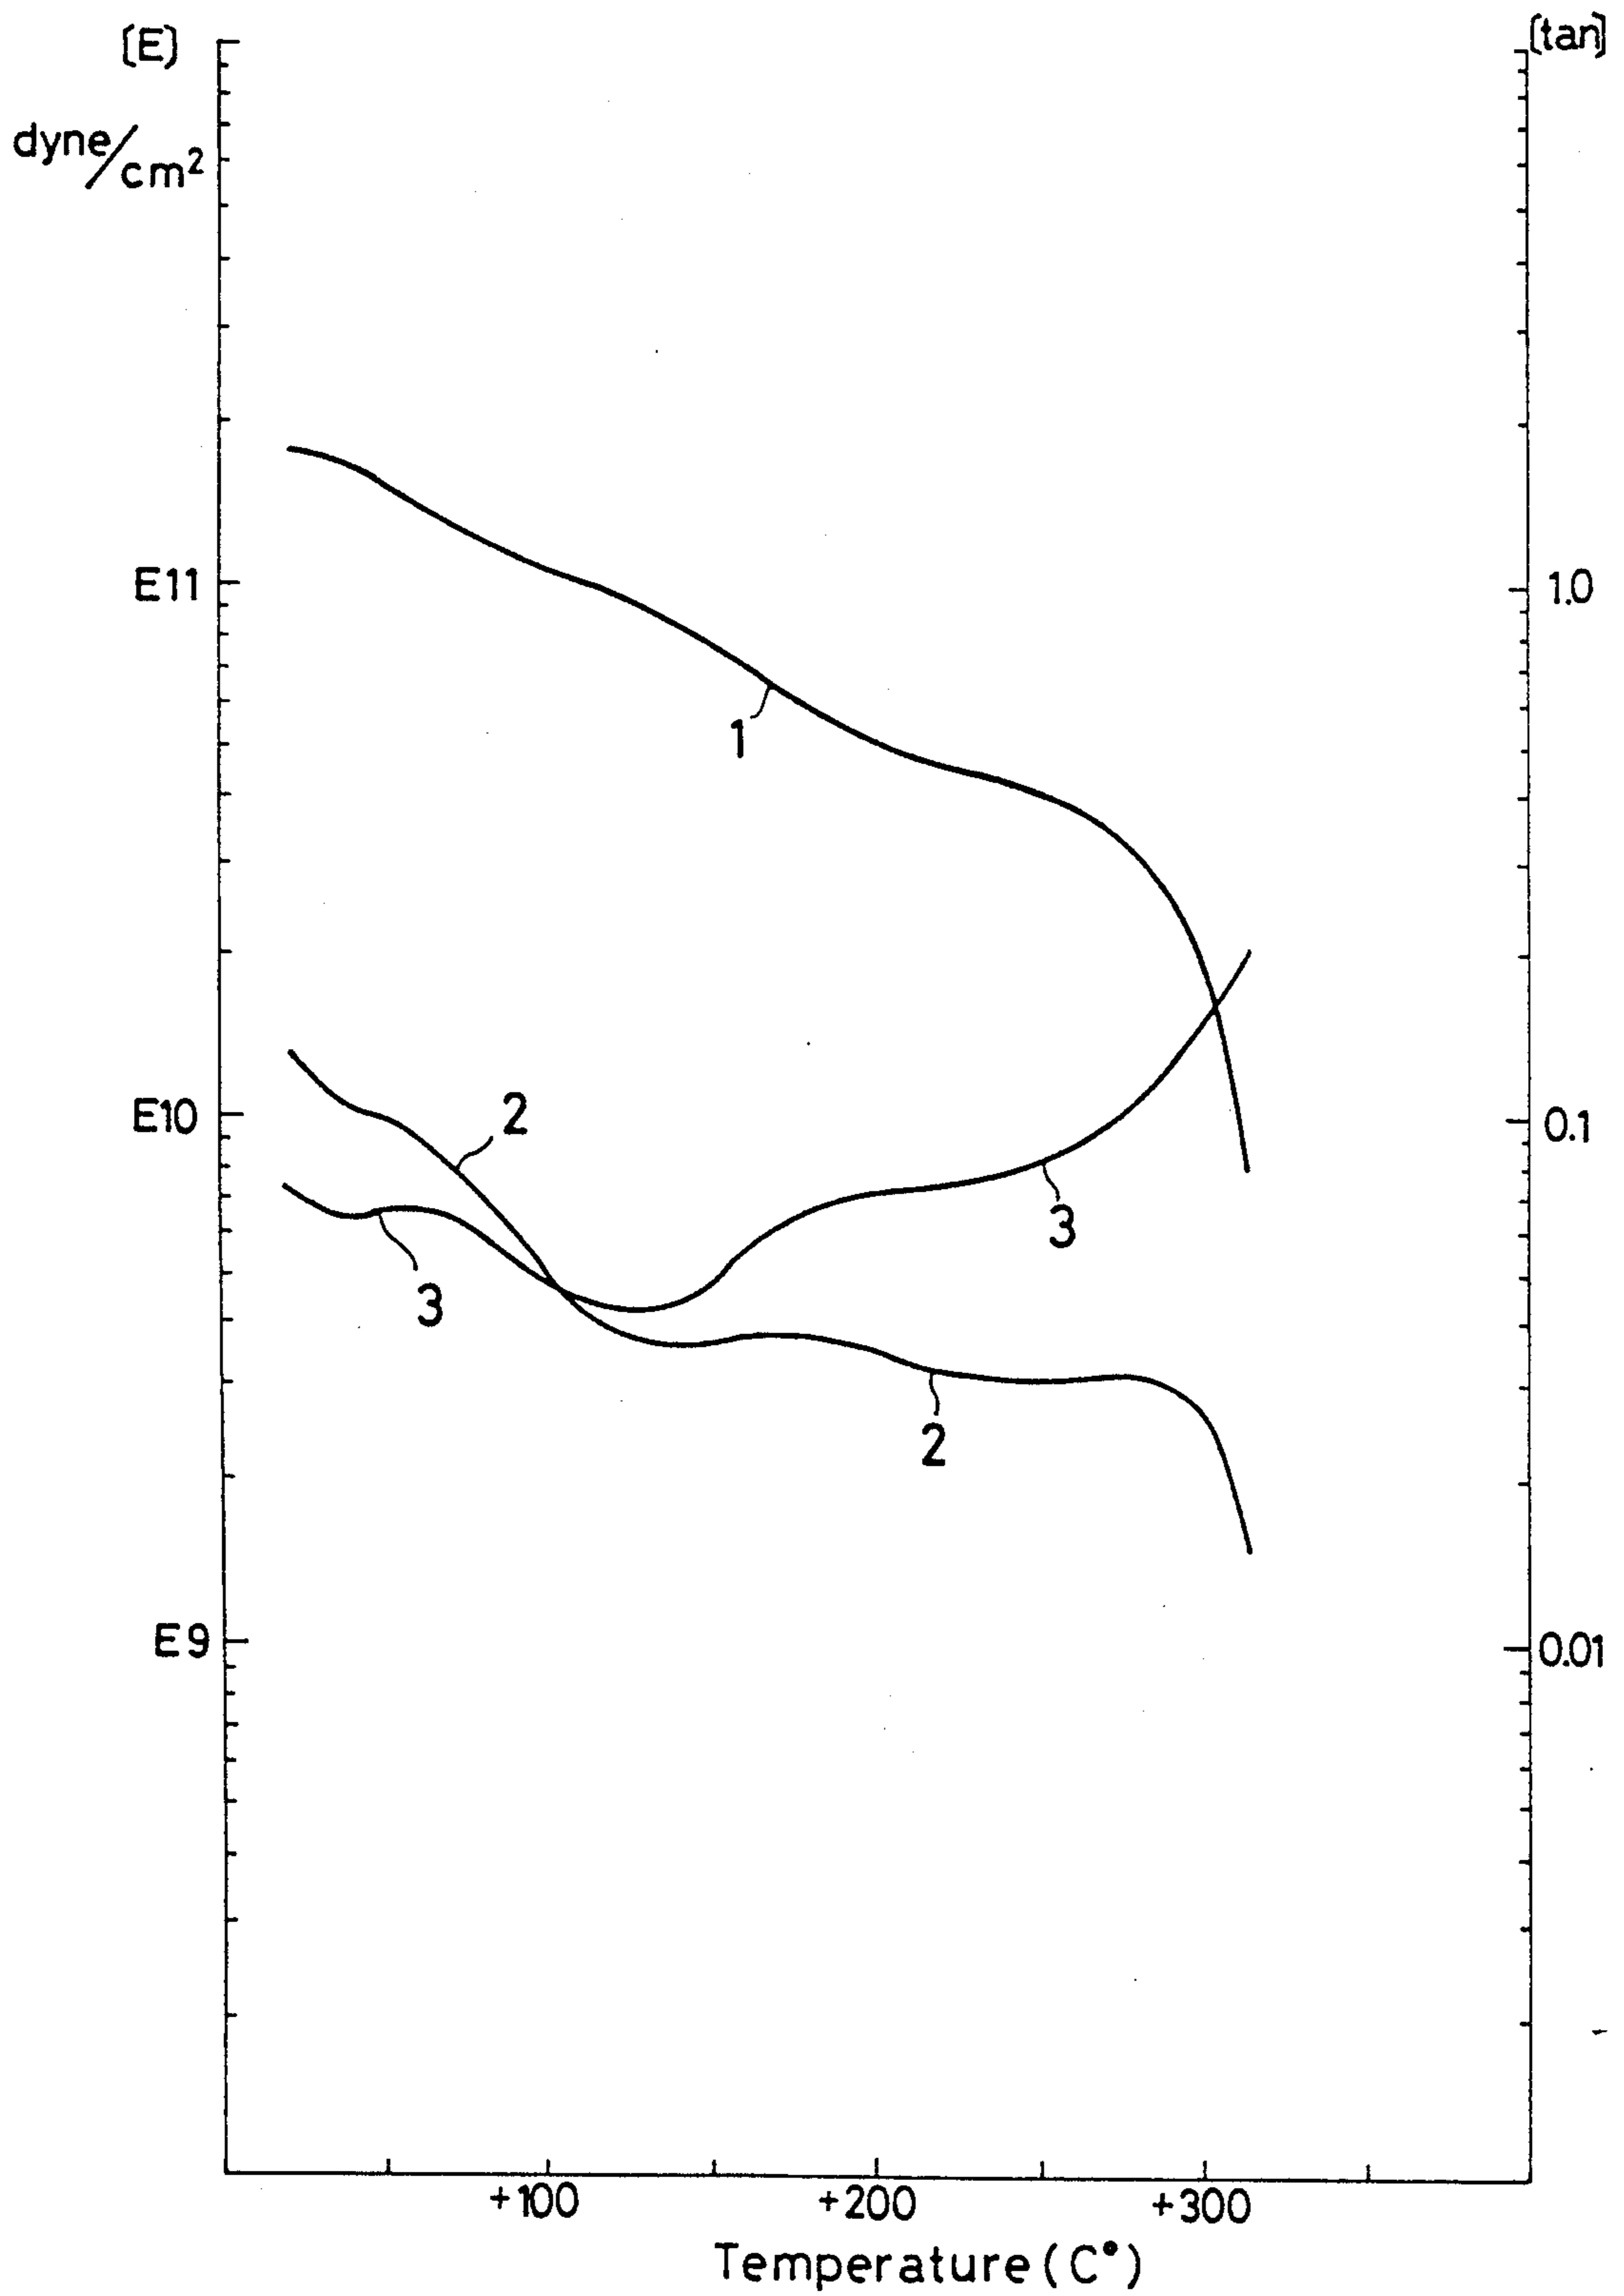 [E]
[tan]
dyne/cm²
E11
1.0
1
E10
0.1
2
3
3
2
E9
0.01
+100
+200
+300
Temperature (C°)